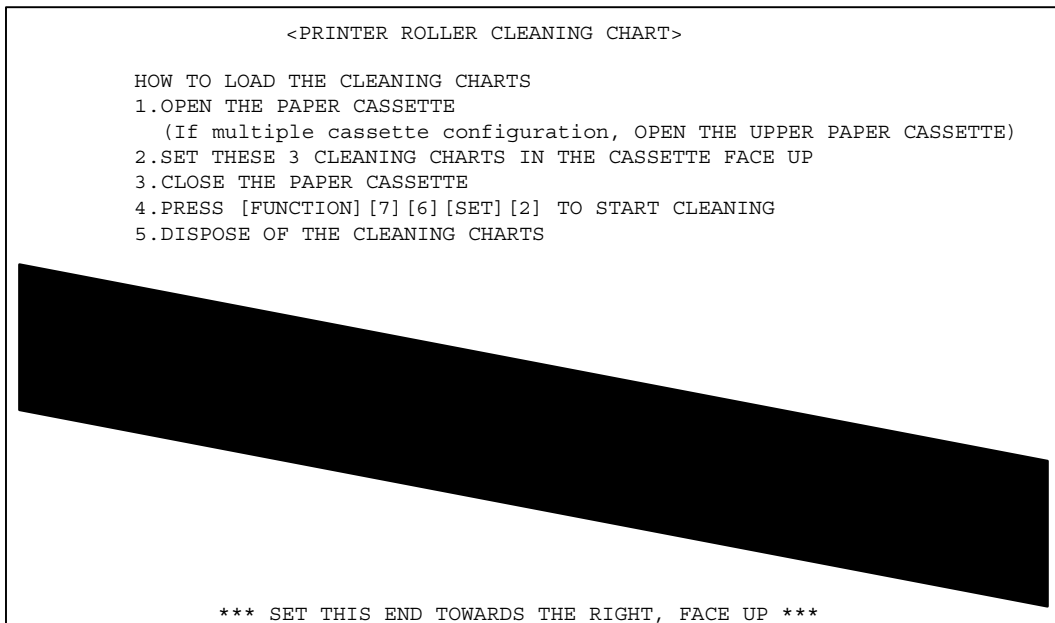 <PRINTER ROLLER CLEANING CHART>
HOW TO LOAD THE CLEANING CHARTS
1.OPEN THE PAPER CASSETTE
(If multiple cassette configuration, OPEN THE UPPER PAPER CASSETTE)
2.SET THESE 3 CLEANING CHARTS IN THE CASSETTE FACE UP
3.CLOSE THE PAPER CASSETTE
4.PRESS [FUNCTION][7][6][SET][2] TO START CLEANING
5.DISPOSE OF THE CLEANING CHARTS
*** SET THIS END TOWARDS THE RIGHT, FACE UP ***